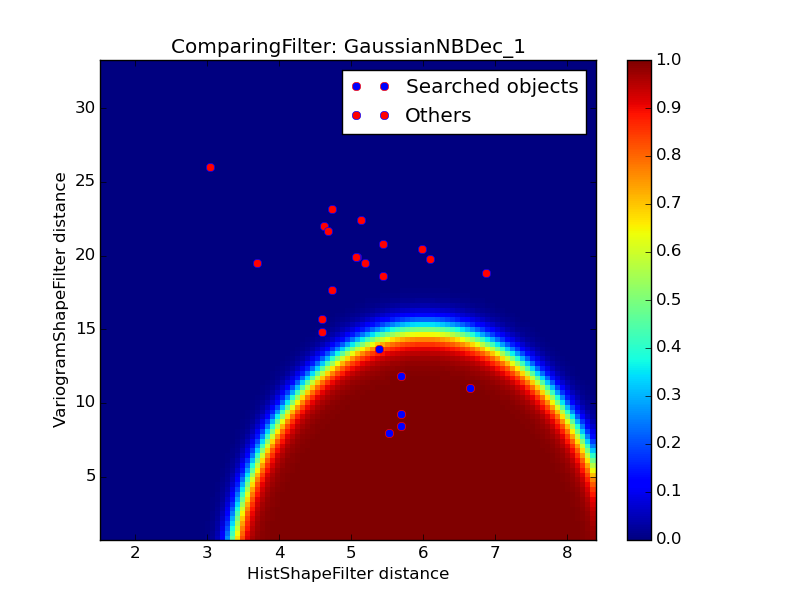 ComparingFilter: GaussianNBDec_1
Searched objects
Others
VariogramShapeFilter distance
30
25
20
15
10
5
2 3 4 5 6 7 8
HistShapeFilter distance
1.0
0.9
0.8
0.7
0.6
0.5
0.4
0.3
0.2
0.1
0.0